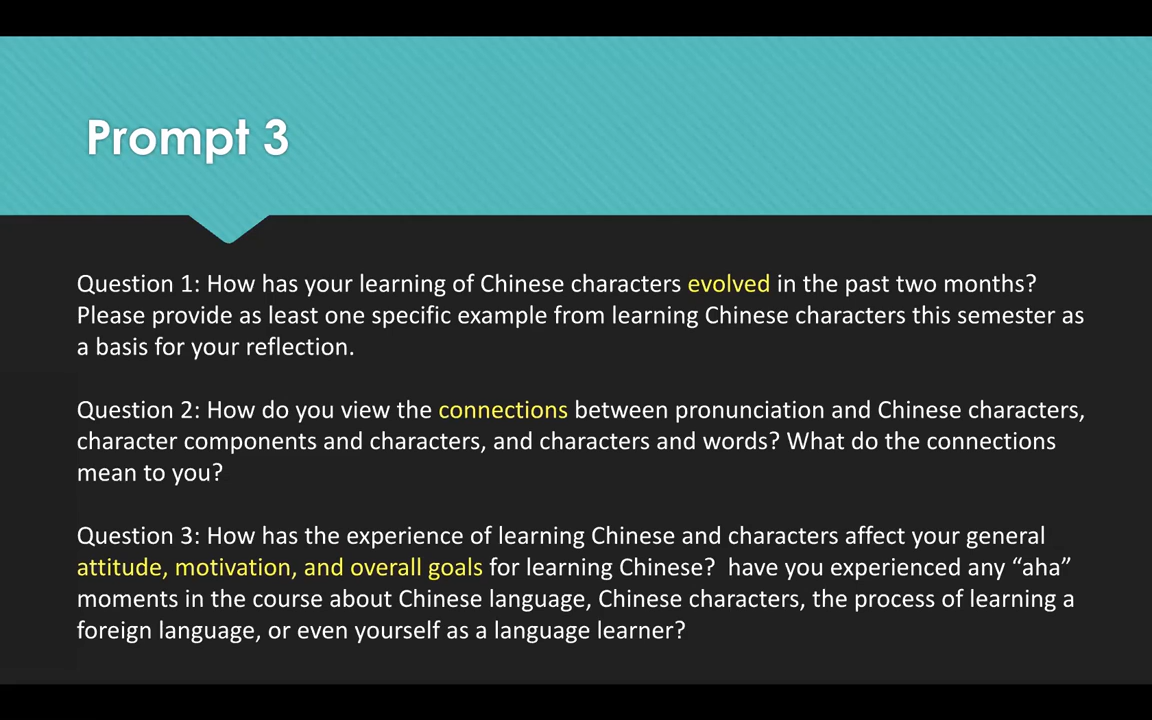 Prompt 3
Question 1: How has your learning of Chinese characters evolved in the past two months?
Please provide as least one specific example from learning Chinese characters this semester as
a basis for your reflection.
Question 2: How do you view the connections between pronunciation and Chinese characters,
character components and characters, and characters and words? What do the connections
mean to you?
Question 3: How has the experience of learning Chinese and characters affect your general
attitude, motivation, and overall goals for learning Chinese?  have you experienced any “aha”
moments in the course about Chinese language, Chinese characters, the process of learning a
foreign language, or even yourself as a language learner?